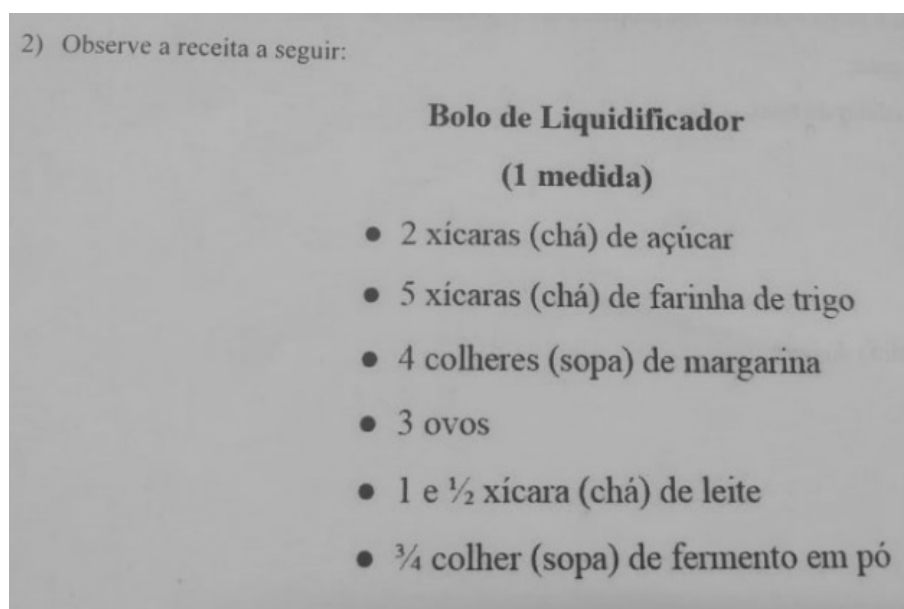 2) Observe a receita a seguir:
Bolo de Liquidificador
(1 medida)
● 2 xícaras (chá) de açúcar
● 5 xícaras (chá) de farinha de trigo
● 4 colheres (sopa) de margarina
● 3 ovos
● 1 e ½ xícara (chá) de leite
● ¾ colher (sopa) de fermento em pó